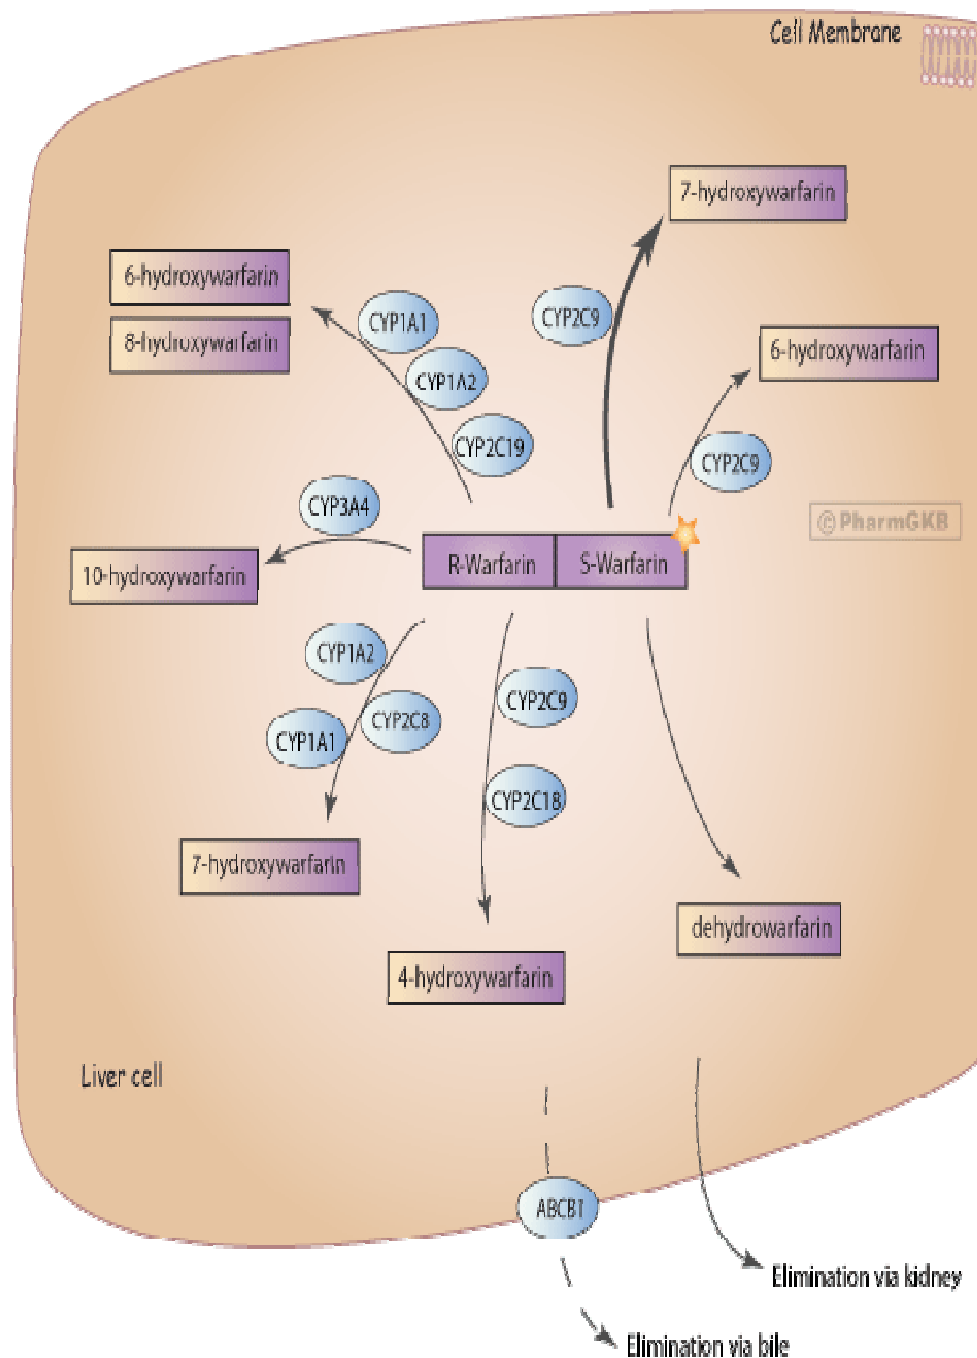 Cell Membrane
7-hydroxywarfarin
6-hydroxywarfarin
8-hydroxywarfarin
CYP1A1
CYP1A2
CYP2C19
CYP2C9
6-hydroxywarfarin
CYP2C9
©PharmGKB
CYP3A4
10-hydroxywarfarin
R-Warfarin
S-Warfarin
CYP1A2
CYP2C8
CYP1A1
CYP2C9
CYP2C18
7-hydroxywarfarin
dehydrowarfarin
4-hydroxywarfarin
Liver cell
ABCB1
Elimination via kidney
Elimination via bile